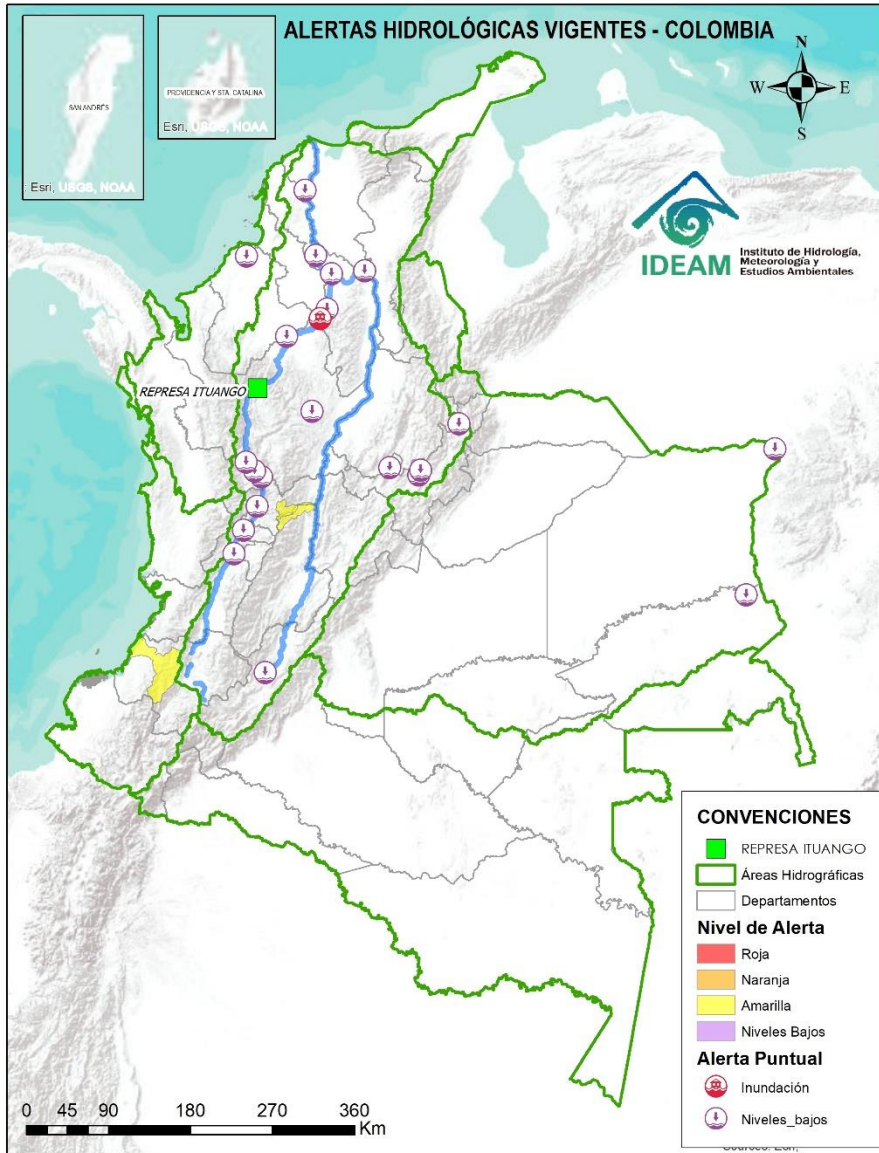 ALERTAS HIDROLÓGICAS VIGENTES - COLOMBIA
SAN ANDRÉS
Esri, USGS, NOAA
PROVIDENCIA Y STA. CATALINA
Esri, USGS, NOAA
N
W
E
S
IDEAM
Instituto de Hidrología,
Meteorología y
Estudios Ambientales
REPRESA ITUANGO
CONVENCIONES
REPRESA ITUANGO
Áreas Hidrográficas
Departamentos
Nivel de Alerta
Roja
Naranja
Amarilla
Niveles Bajos
Alerta Puntual
Inundación
Niveles_bajos
0 45 90 180 270 360
Km
Sources: Esri,